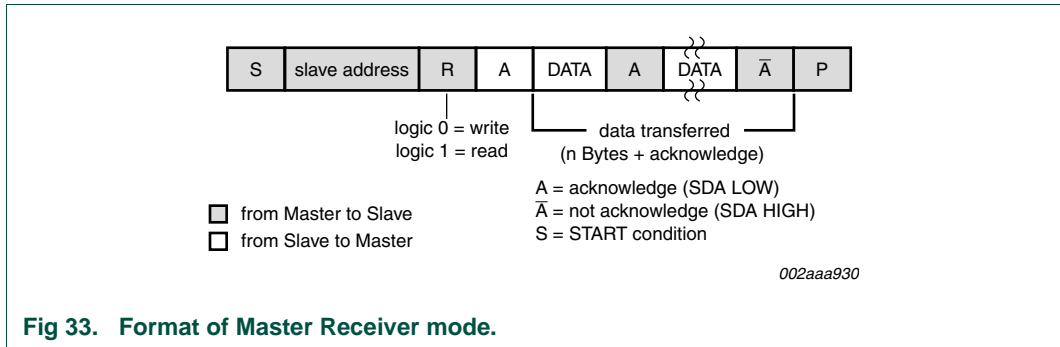 S slave address R A DATA A DATA A̅ P
logic 0 = write
logic 1 = read
data transferred
(n Bytes + acknowledge)
A = acknowledge (SDA LOW)
A̅ = not acknowledge (SDA HIGH)
S = START condition
from Master to Slave
from Slave to Master
002aaa930
Fig 33. Format of Master Receiver mode.